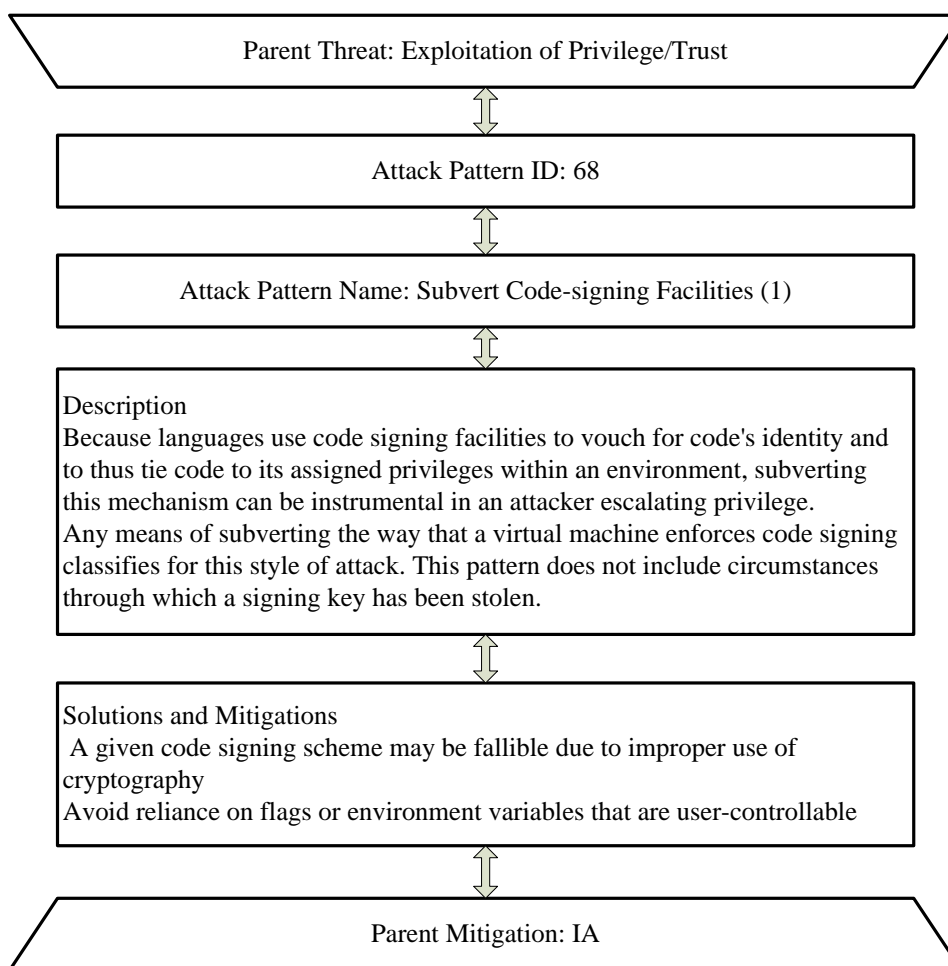 Parent Threat: Exploitation of Privilege/Trust
Attack Pattern ID: 68
Attack Pattern Name: Subvert Code-signing Facilities (1)
Description
Because languages use code signing facilities to vouch for code's identity and
to thus tie code to its assigned privileges within an environment, subverting
this mechanism can be instrumental in an attacker escalating privilege.
Any means of subverting the way that a virtual machine enforces code signing
classifies for this style of attack. This pattern does not include circumstances
through which a signing key has been stolen.
Solutions and Mitigations
A given code signing scheme may be fallible due to improper use of
cryptography
Avoid reliance on flags or environment variables that are user-controllable
Parent Mitigation: IA